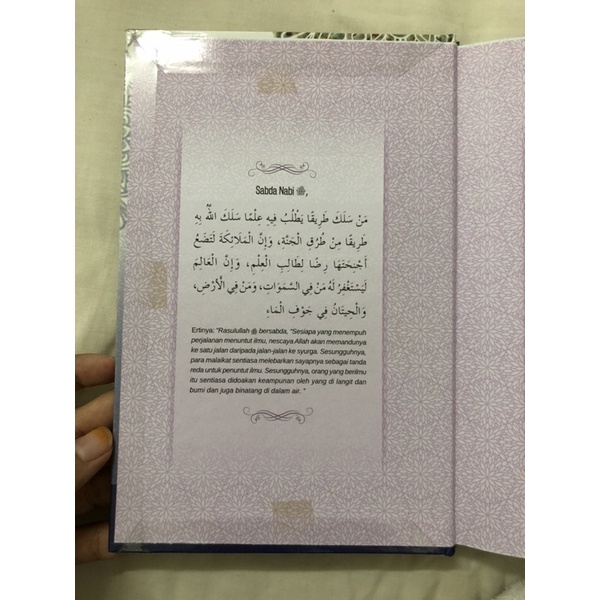 Sabda Nabi ﷺ,
مَنْ سَلَكَ طَرِيقًا يَطْلُبُ فِيهِ عِلْمًا سَلَكَ اللَّهُ بِهِ
طَرِيقًا مِنْ طُرُقِ الْجَنَّةِ، وَإِنَّ الْمَلَائِكَةَ لَتَضَعُ
أَجْنِحَتَهَا رِضًا لِطَالِبِ الْعِلْمِ، وَإِنَّ الْعَالِمَ
لَيَسْتَغْفِرُ لَهُ مَنْ فِي السَّمَوَاتِ، وَمَنْ فِي الْأَرْضِ،
وَالْحِيتَانُ فِي جَوْفِ الْمَاءِ
Ertinya: "Rasulullah ﷺ bersabda, "Sesiapa yang menempuh
perjalanan menuntut ilmu, nescaya Allah akan memandunya
ke satu jalan daripada jalan-jalan ke syurga. Sesungguhnya,
para malaikat sentiasa melebarkan sayapnya sebagai tanda
reda untuk penuntut ilmu. Sesungguhnya, orang yang berilmu
itu sentiasa didoakan keampunan oleh yang di langit dan
bumi dan juga binatang di dalam air. "